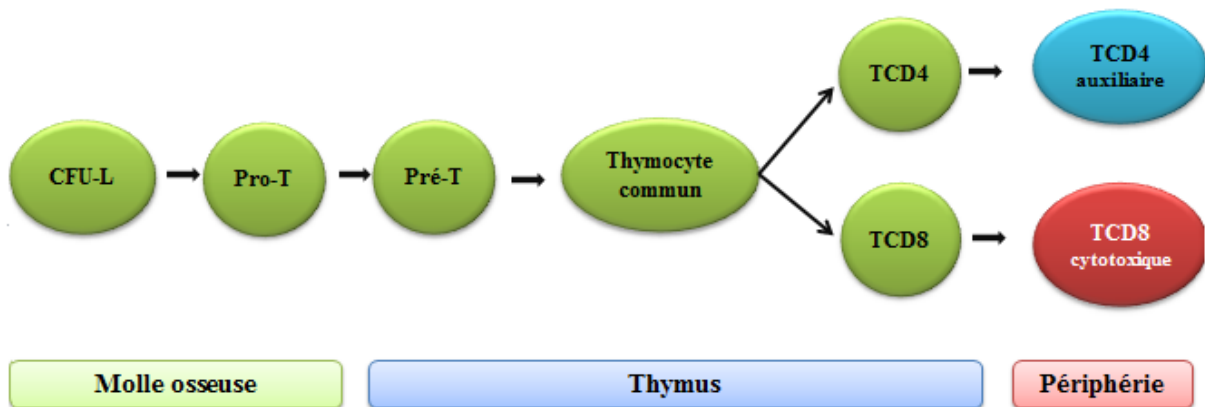 TCD4
TCD4
auxiliaire
CFU-L
Pro-T
Pré-T
Thymocyte
commun
TCD8
TCD8
cytotoxique
Molle osseuse
Thymus
Périphérie